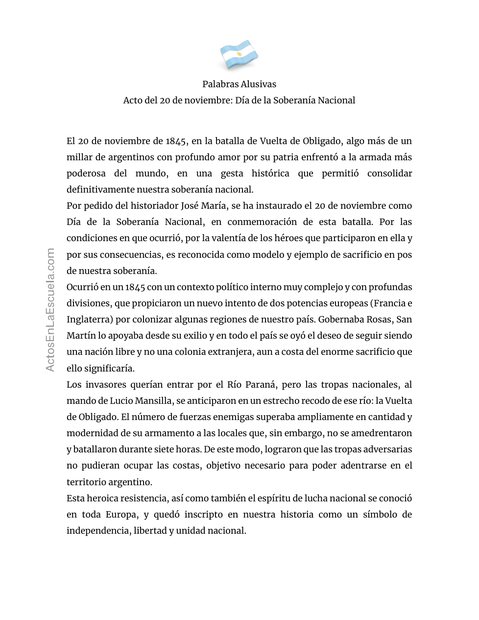 Palabras Alusivas
Acto del 20 de noviembre: Día de la Soberanía Nacional
El 20 de noviembre de 1845, en la batalla de Vuelta de Obligado, algo más de un
millar de argentinos con profundo amor por su patria enfrentó a la armada más
poderosa del mundo, en una gesta histórica que permitió consolidar
definitivamente nuestra soberanía nacional.
Por pedido del historiador José María, se ha instaurado el 20 de noviembre como
Día de la Soberanía Nacional, en conmemoración de esta batalla. Por las
condiciones en que ocurrió, por la valentía de los héroes que participaron en ella y
por sus consecuencias, es reconocida como modelo y ejemplo de sacrificio en pos
de nuestra soberanía.
Ocurrió en un 1845 con un contexto político interno muy complejo y con profundas
divisiones, que propiciaron un nuevo intento de dos potencias europeas (Francia e
Inglaterra) por colonizar algunas regiones de nuestro país. Gobernaba Rosas, San
Martín lo apoyaba desde su exilio y en todo el país se oyó el deseo de seguir siendo
una nación libre y no una colonia extranjera, aun a costa del enorme sacrificio que
ello significaría.
Los invasores querían entrar por el Río Paraná, pero las tropas nacionales, al
mando de Lucio Mansilla, se anticiparon en un estrecho recodo de ese río: la Vuelta
de Obligado. El número de fuerzas enemigas superaba ampliamente en cantidad y
modernidad de su armamento a las locales que, sin embargo, no se amedrentaron
y batallaron durante siete horas. De este modo, lograron que las tropas adversarias
no pudieran ocupar las costas, objetivo necesario para poder adentrarse en el
territorio argentino.
Esta heroica resistencia, así como también el espíritu de lucha nacional se conoció
en toda Europa, y quedó inscripto en nuestra historia como un símbolo de
independencia, libertad y unidad nacional.
ActosEnLaEscuela.com